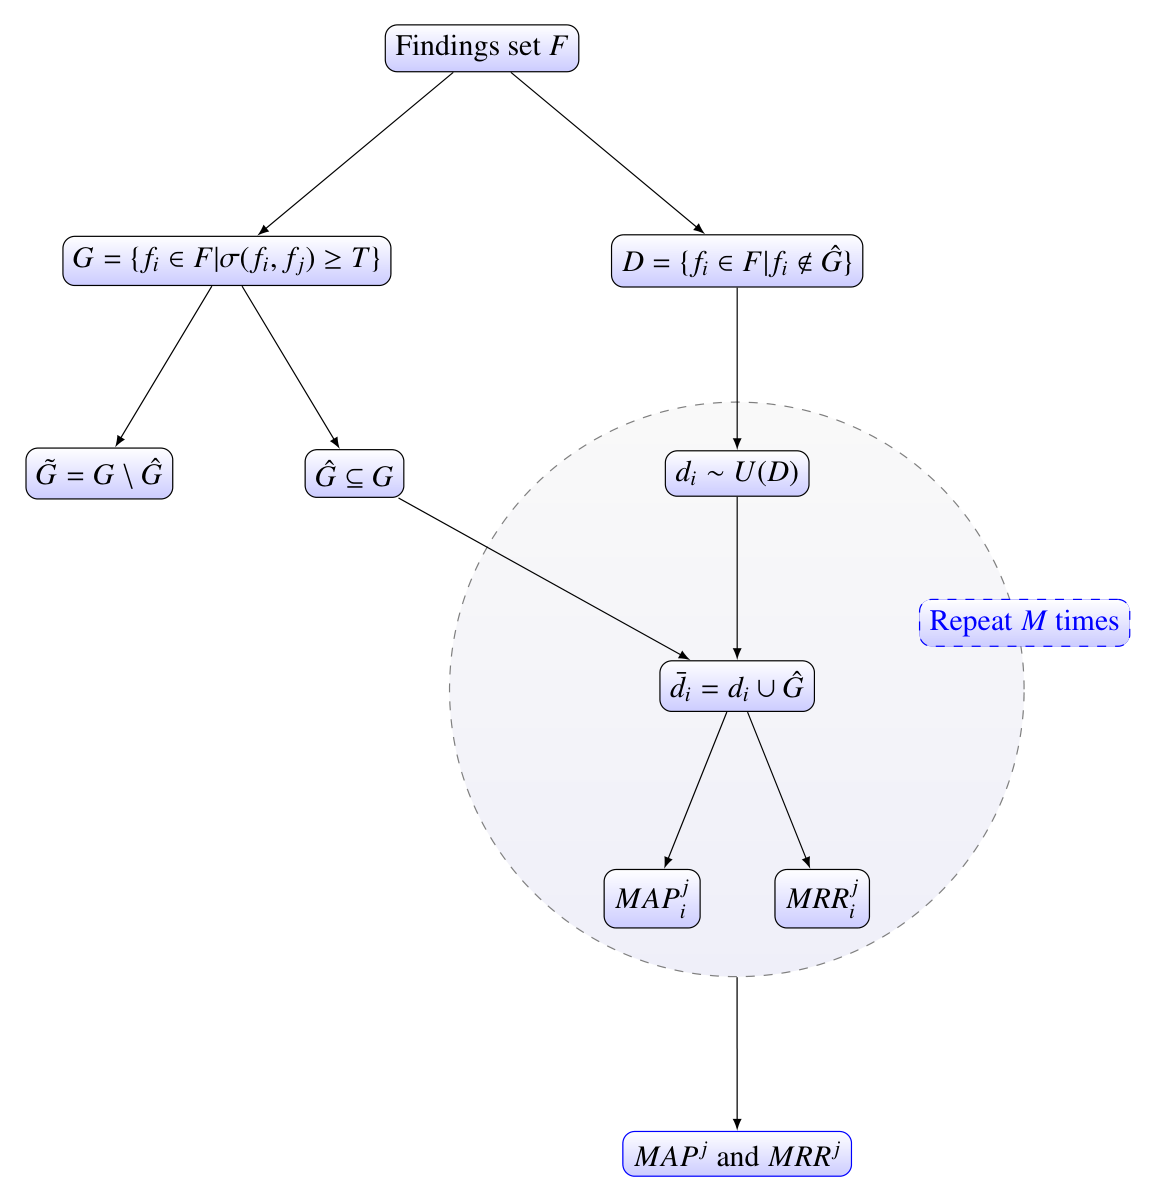 Findings set F
G = {f_i ∈ F|σ(f_i, f_j) ≥ T}
D = {f_i ∈ F|f_i ∉ Ĝ}
G̃ = G \ Ĝ
Ĝ ⊆ G
d_i ∼ U(D)
Repeat M times
d̄_i = d_i ∪ Ĝ
MAP_i^j
MRR_i^j
MAP^j and MRR^j